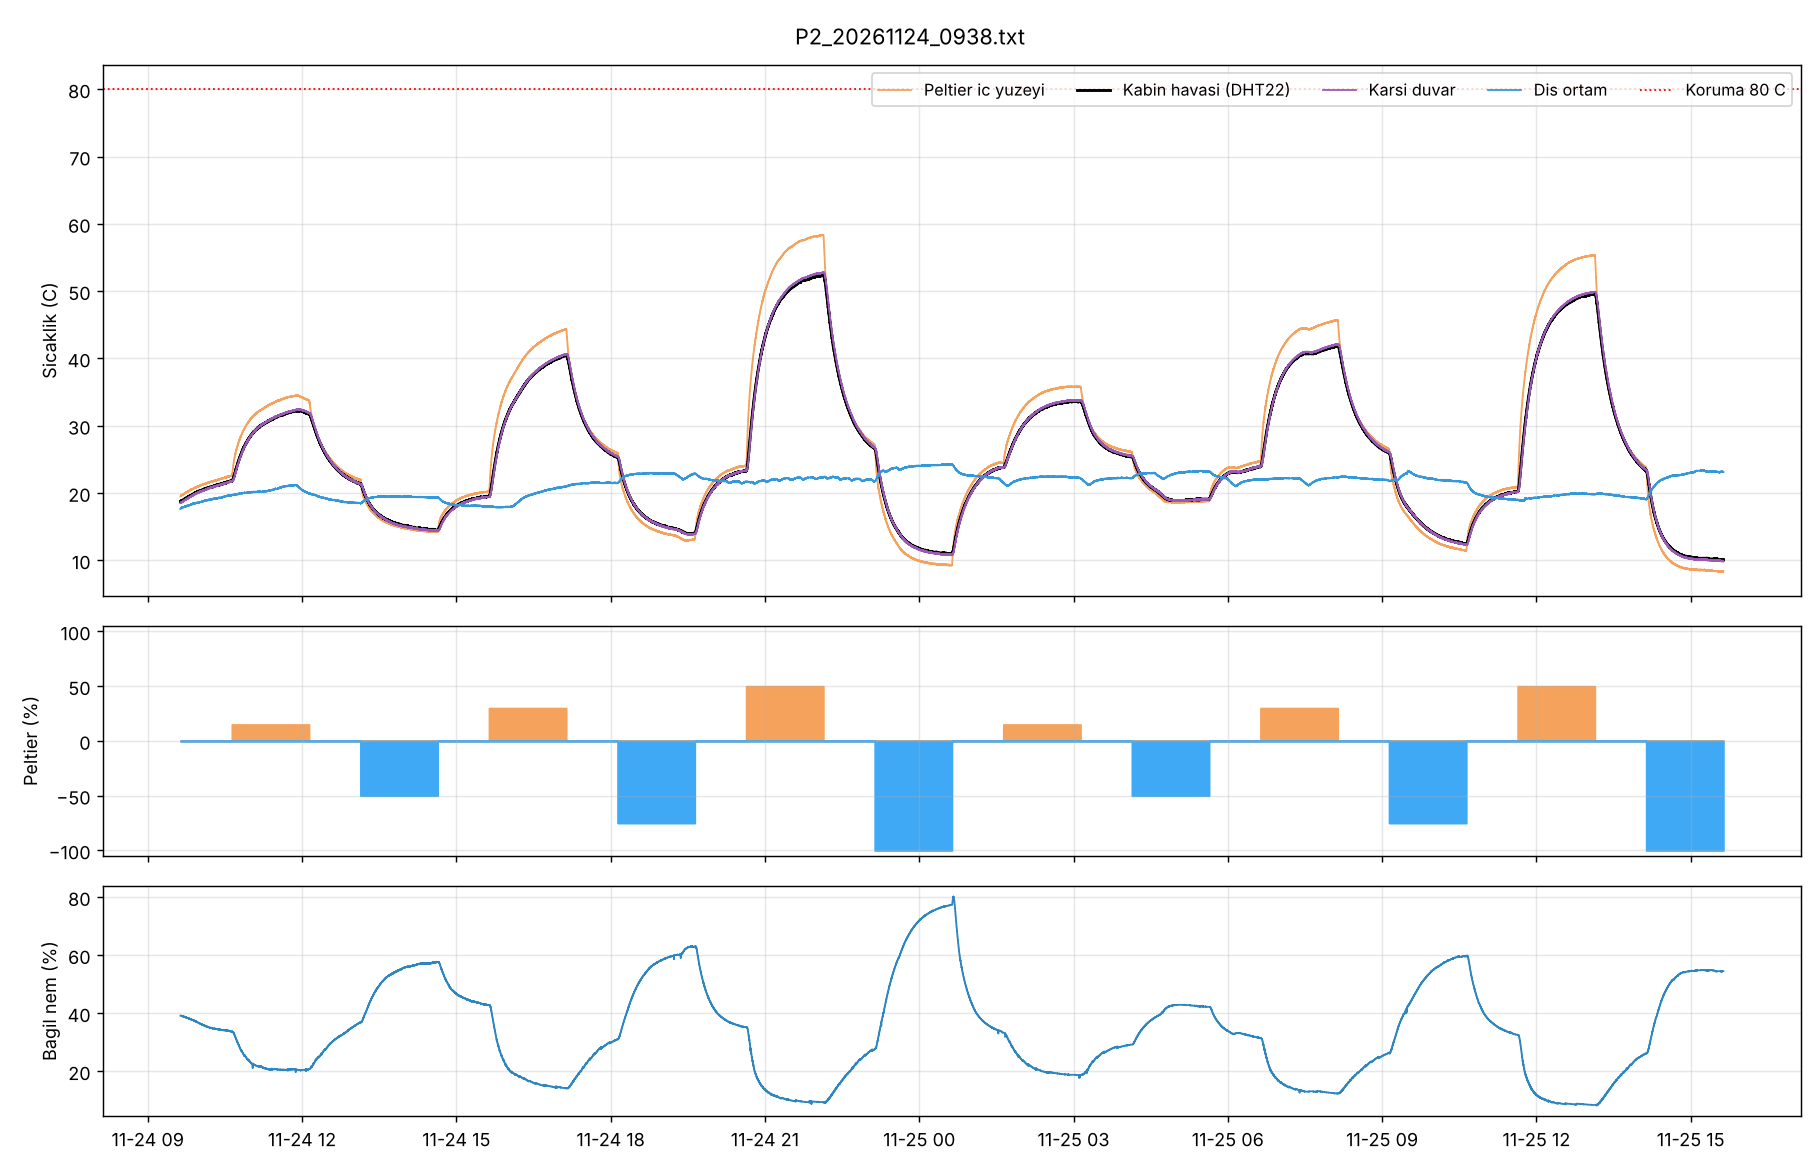 P2_20261124_0938.txt
Peltier ic yuzeyi Kabin havasi (DHT22) Karsi duvar Dis ortam Koruma 80 C
Sicaklik (C)
80
70
60
50
40
30
20
10
Peltier (%)
100
50
0
−50
−100
Bagil nem (%)
80
60
40
20
11-24 09 11-24 12 11-24 15 11-24 18 11-24 21 11-25 00 11-25 03 11-25 06 11-25 09 11-25 12 11-25 15